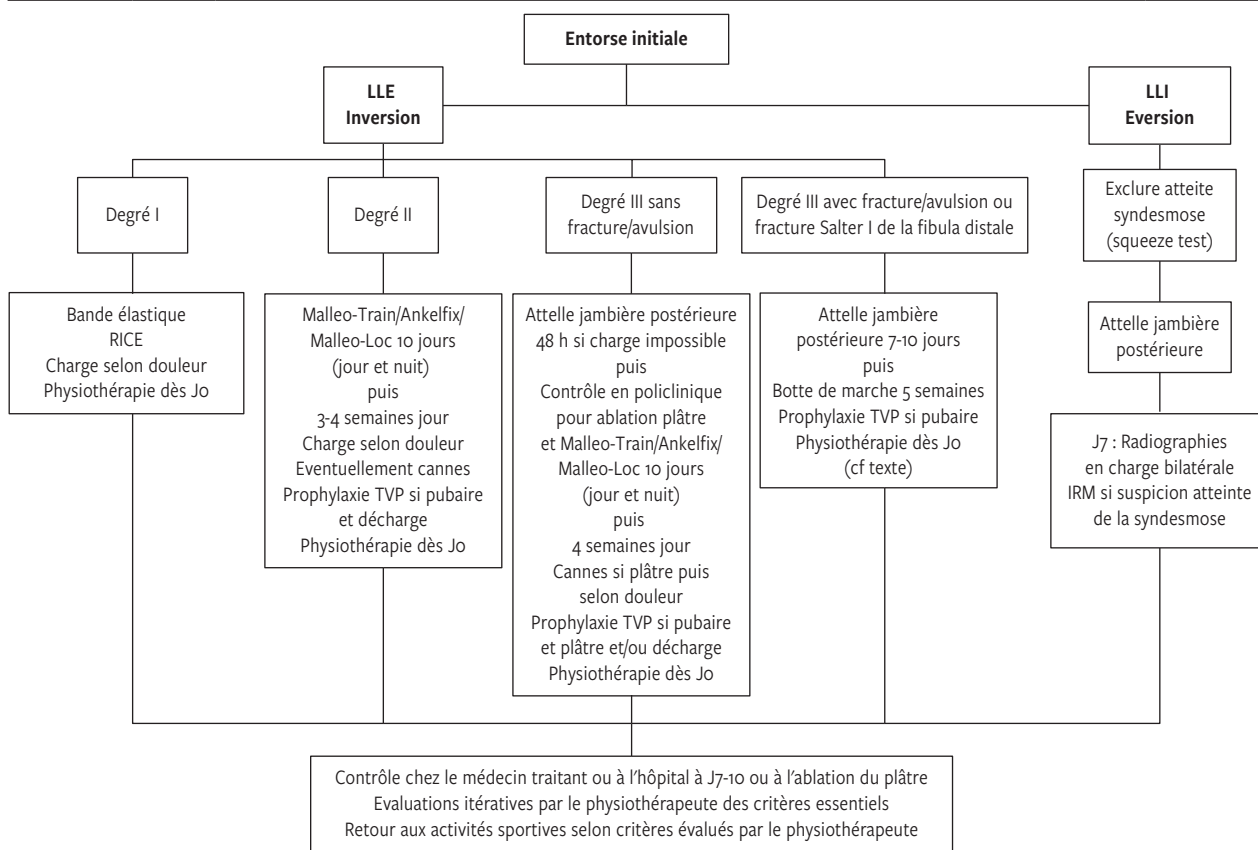 Entorse initiale
LLE
Inversion
LLI
Eversion
Degré I
Degré II
Degré III sans
fracture/avulsion
Degré III avec fracture/avulsion ou
fracture Salter I de la fibula distale
Exclure atteite
syndesmose
(squeeze test)
Bande élastique
RICE
Charge selon douleur
Physiothérapie dès J0
Malleo-Train/Ankelfix/
Malleo-Loc 10 jours
(jour et nuit)
puis
3-4 semaines jour
Charge selon douleur
Eventuellement cannes
Prophylaxie TVP si pubaire
et décharge
Physiothérapie dès J0
Attelle jambière postérieure
48 h si charge impossible
puis
Contrôle en policlinique
pour ablation plâtre
et Malleo-Train/Ankelfix/
Malleo-Loc 10 jours
(jour et nuit)
puis
4 semaines jour
Cannes si plâtre puis
selon douleur
Prophylaxie TVP si pubaire
et plâtre et/ou décharge
Physiothérapie dès J0
Attelle jambière
postérieure 7-10 jours
puis
Botte de marche 5 semaines
Prophylaxie TVP si pubaire
Physiothérapie dès J0
(cf texte)
Attelle jambière
postérieure
J7 : Radiographies
en charge bilatérale
IRM si suspicion atteinte
de la syndesmose
Contrôle chez le médecin traitant ou à l'hôpital à J7-10 ou à l'ablation du plâtre
Evaluations itératives par le physiothérapeute des critères essentiels
Retour aux activités sportives selon critères évalués par le physiothérapeute